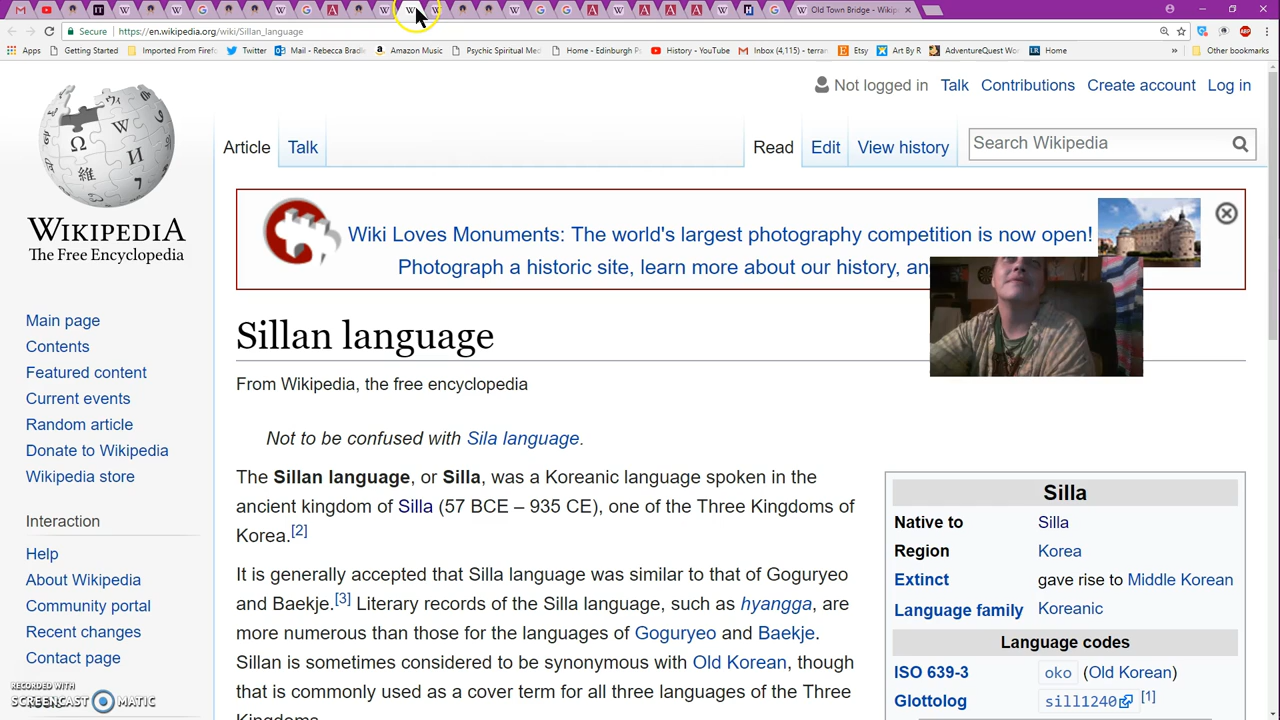 Old Town Bridge - Wikip
Secure https://en.wikipedia.org/wiki/Sillan_language
Apps Getting Started Imported From Firef Twitter Mail - Rebecca Bradle Amazon Music Psychic Spiritual Med Home - Edinburgh P History - YouTube Inbox (4,115) - terran Etsy Art By R AdventureQuest Wor Home » Other bookmarks
Not logged in Talk Contributions Create account Log in
Article Talk Read Edit View history Search Wikipedia
WIKIPEDIA
The Free Encyclopedia
Wiki Loves Monuments: The world's largest photography competition is now open!
Photograph a historic site, learn more about our history, an
Main page
Contents
Featured content
Current events
Random article
Donate to Wikipedia
Wikipedia store
Interaction
Help
About Wikipedia
Community portal
Recent changes
Contact page
RECORDED WITH
SCREENCAST MATIC
Sillan language
From Wikipedia, the free encyclopedia
Not to be confused with Sila language.
The Sillan language, or Silla, was a Koreanic language spoken in the
ancient kingdom of Silla (57 BCE – 935 CE), one of the Three Kingdoms of
Korea.[2]
It is generally accepted that Silla language was similar to that of Goguryeo
and Baekje.[3] Literary records of the Silla language, such as hyangga, are
more numerous than those for the languages of Goguryeo and Baekje.
Sillan is sometimes considered to be synonymous with Old Korean, though
that is commonly used as a cover term for all three languages of the Three
Kingdoms.
Silla
Native to Silla
Region Korea
Extinct gave rise to Middle Korean
Language family Koreanic
Language codes
ISO 639-3 oko (Old Korean)
Glottolog sill1240 [1]